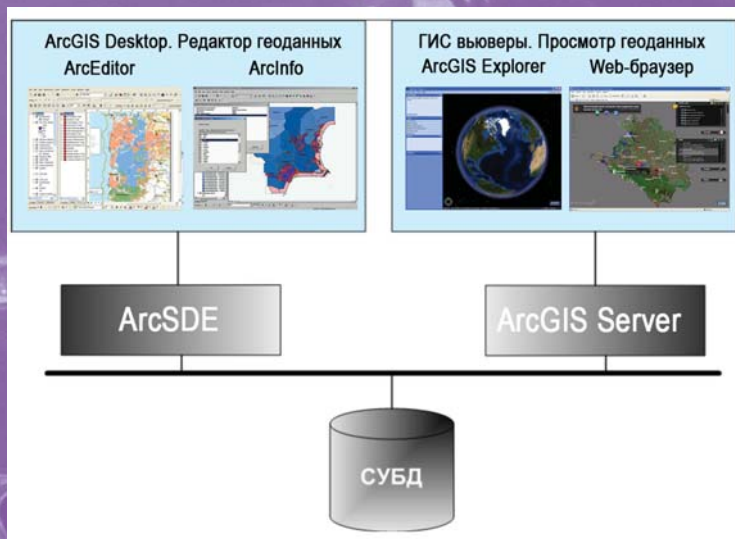 ArcGIS Desktop. Редактор геоданных
ArcEditor
ArcInfo
ГИС вьюверы. Просмотр геоданных
ArcGIS Explorer
Web-браузер
ArcSDE
ArcGIS Server
СУБД